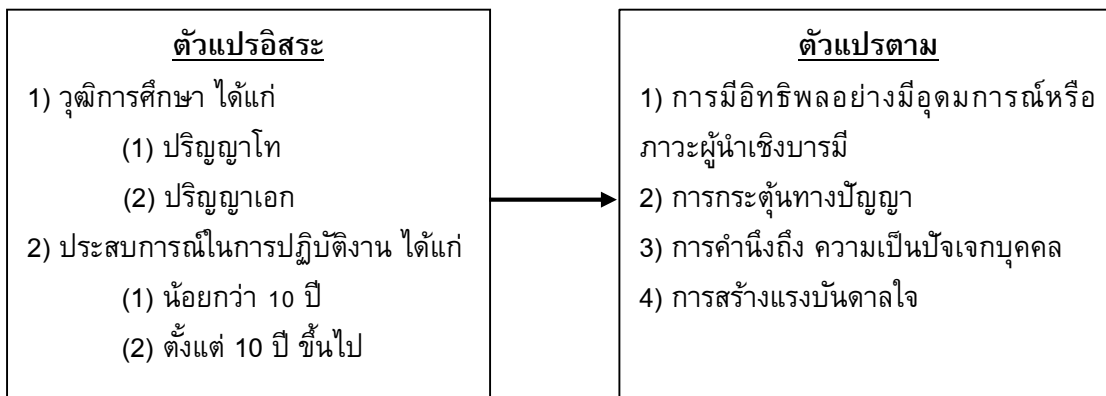 ตัวแปรอิสระ
1) วุฒิการศึกษา ได้แก่
(1) ปริญญาโท
(2) ปริญญาเอก
2) ประสบการณ์ในการปฏิบัติงาน ได้แก่
(1) น้อยกว่า 10 ปี
(2) ตั้งแต่ 10 ปี ขึ้นไป
ตัวแปรตาม
1) การมีอิทธิพลอย่างมีอุดมการณ์หรือ
ภาวะผู้นำเชิงบารมี
2) การกระตุ้นทางปัญญา
3) การคำนึงถึง ความเป็นปัจเจกบุคคล
4) การสร้างแรงบันดาลใจ